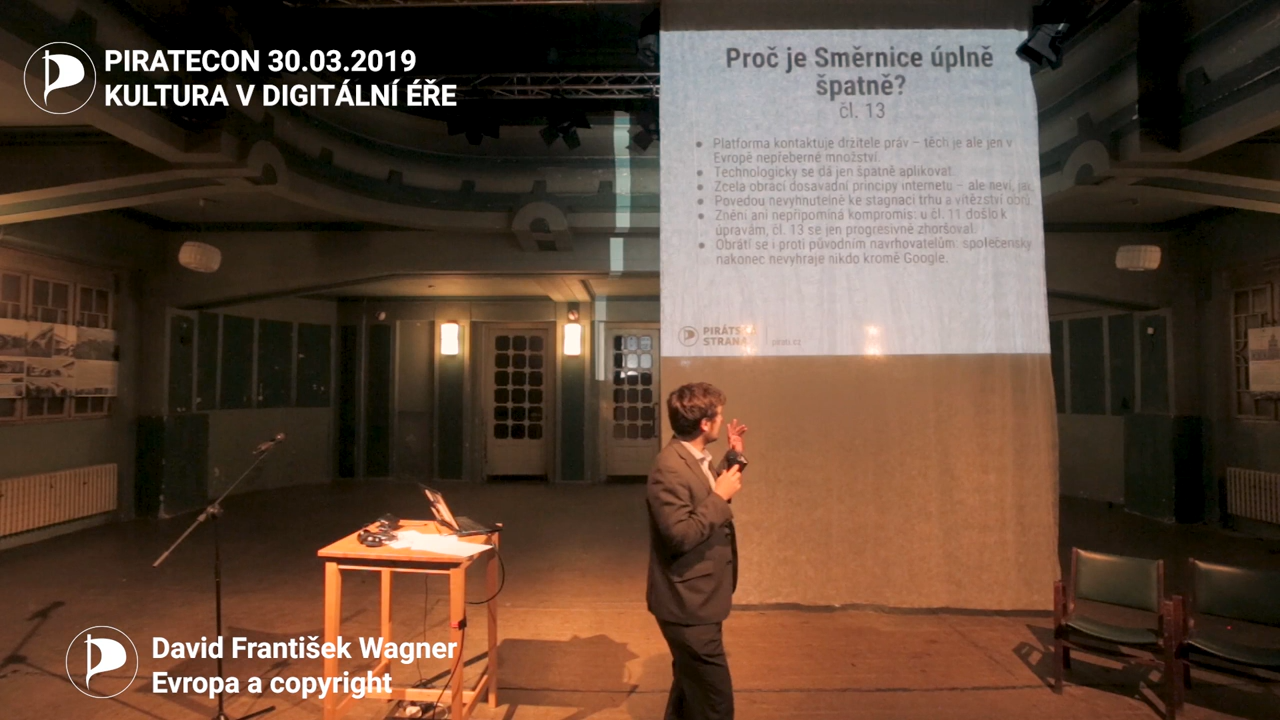 PIRATECON 30.03.2019
KULTURA V DIGITÁLNÍ ÉŘE
Proč je Směrnice úplně
špatně?
čl. 13
Platforma kontaktuje držitele práv – těch je ale jen v
Evropě nepřeberné množství.
Technologicky se dá jen špatně aplikovat.
Zcela obrací dosavadní principy internetu – ale neví, jak
Povedou nevyhnutelně ke stagnaci trhu a vítězství obrů
Znění ani nepřipomíná kompromis: u čl. 11 došlo k
úpravám, čl. 13 se jen progresivně zhoršoval.
Obrátí se i proti původním navrhovatelům: společensky
nakonec nevyhraje nikdo kromě Google.
PIRÁTSKÁ
STRANA
David František Wagner
Evropa a copyright